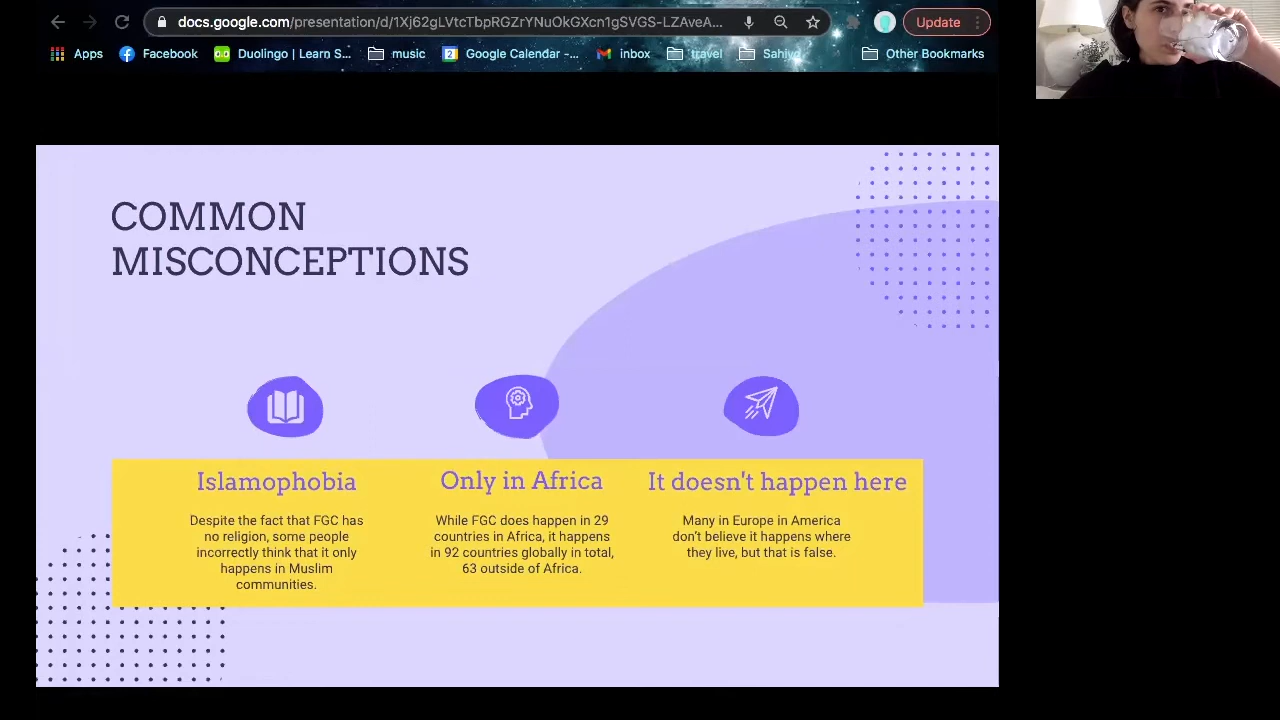 docs.google.com/presentation/d/1Xj62gLVtcTbpRGZrYNuOkGXcn1gSVGS-LZAveA...
Update
Apps
Facebook
Duolingo | Learn S...
music
Google Calendar -...
inbox
travel
Sahiyo
Other Bookmarks
COMMON
MISCONCEPTIONS
Islamophobia
Despite the fact that FGC has
no religion, some people
incorrectly think that it only
happens in Muslim
communities.
Only in Africa
While FGC does happen in 29
countries in Africa, it happens
in 92 countries globally in total,
63 outside of Africa.
It doesn't happen here
Many in Europe in America
don't believe it happens where
they live, but that is false.